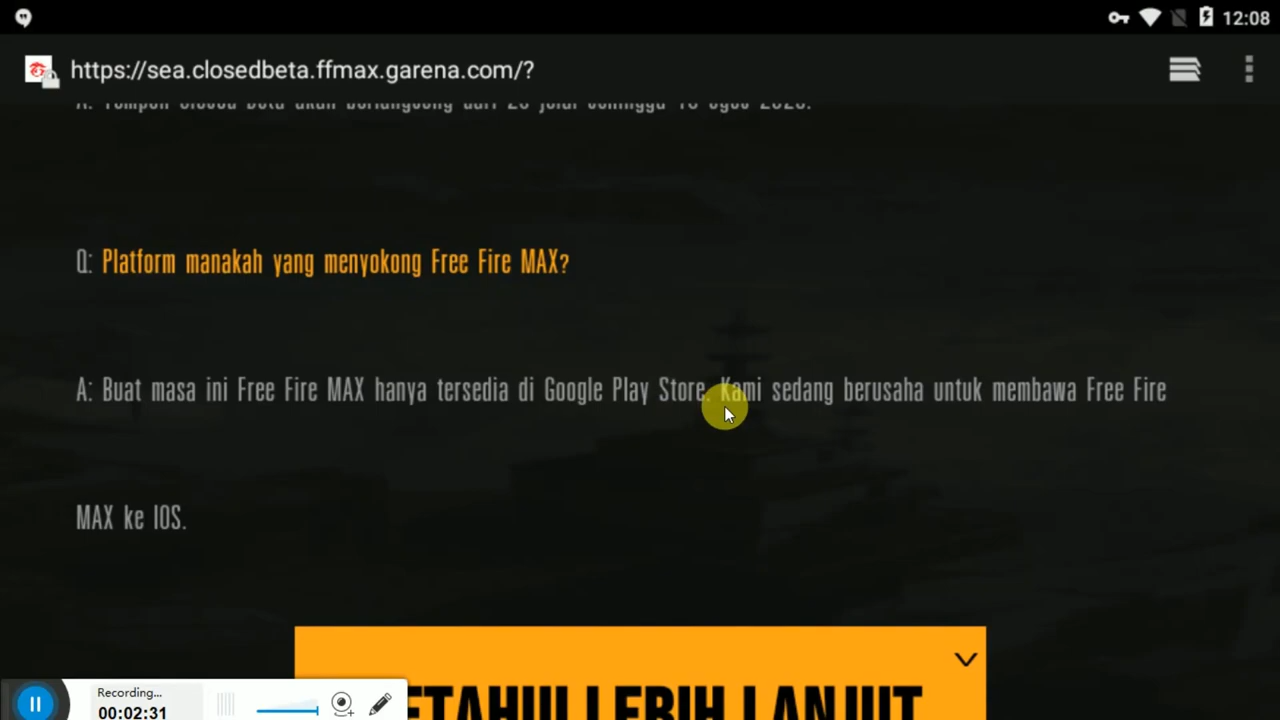 12:08
https://sea.closedbeta.ffmax.garena.com/?
Q: Platform manakah yang menyokong Free Fire MAX?
A: Buat masa ini Free Fire MAX hanya tersedia di Google Play Store. Kami sedang berusaha untuk membawa Free Fire
MAX ke IOS.
LEBIH LANJUT
Recording...
00:02:31